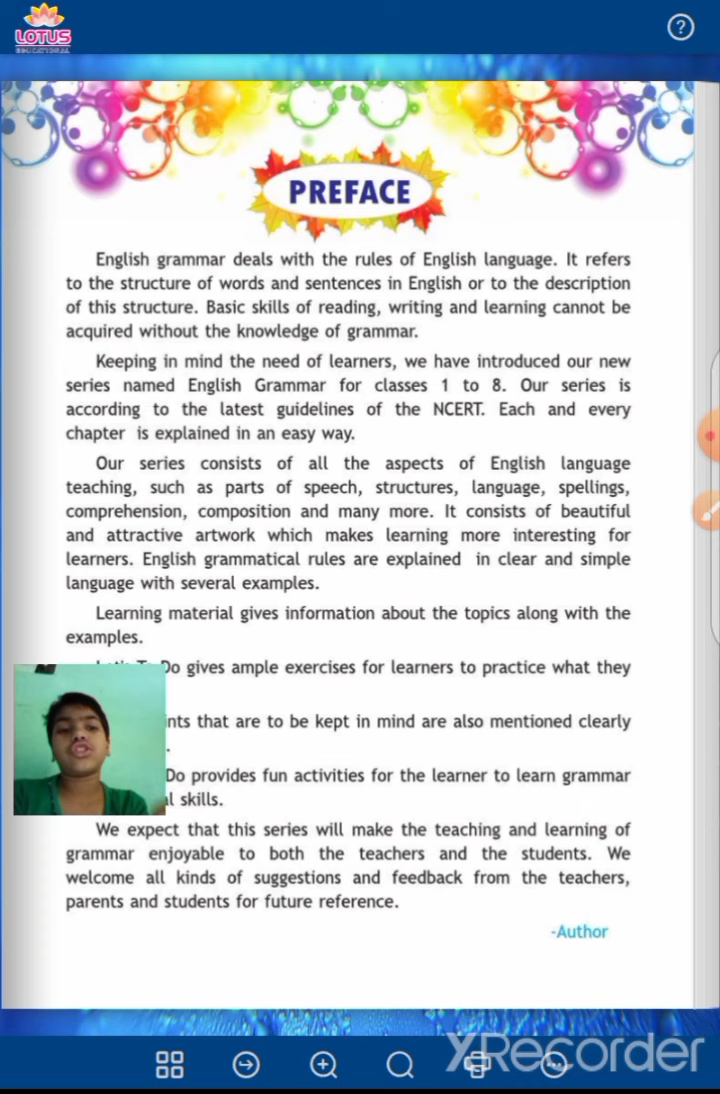 LOTUS
EDUCATIONAL
?
PREFACE
English grammar deals with the rules of English language. It refers
to the structure of words and sentences in English or to the description
of this structure. Basic skills of reading, writing and learning cannot be
acquired without the knowledge of grammar.
Keeping in mind the need of learners, we have introduced our new
series named English Grammar for classes 1 to 8. Our series is
according to the latest guidelines of the NCERT. Each and every
chapter is explained in an easy way.
Our series consists of all the aspects of English language
teaching, such as parts of speech, structures, language, spellings,
comprehension, composition and many more. It consists of beautiful
and attractive artwork which makes learning more interesting for
learners. English grammatical rules are explained in clear and simple
language with several examples.
Learning material gives information about the topics along with the
examples.
Do gives ample exercises for learners to practice what they
that are to be kept in mind are also mentioned clearly
.
Do provides fun activities for the learner to learn grammar
skills.
We expect that this series will make the teaching and learning of
grammar enjoyable to both the teachers and the students. We
welcome all kinds of suggestions and feedback from the teachers,
parents and students for future reference.
-Author
XRecorder